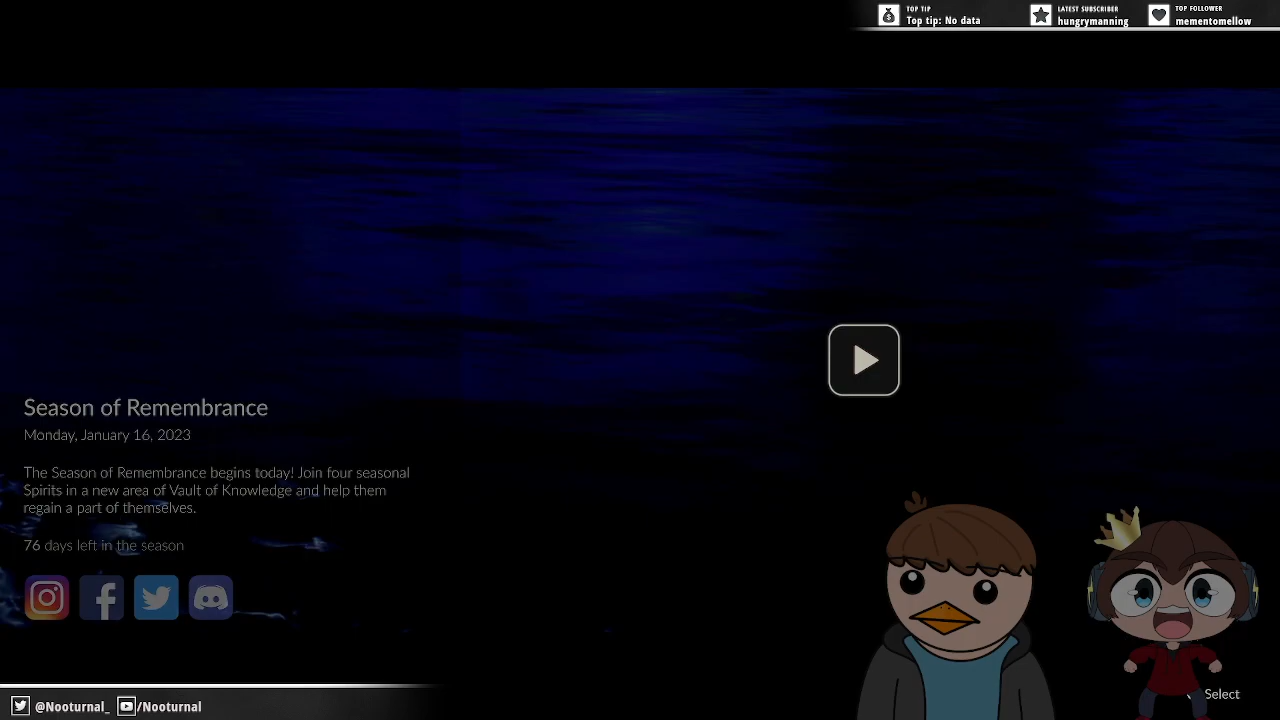 TOP TIP
Top tip: No data
LATEST SUBSCRIBER
hungrymanning
TOP FOLLOWER
mementomellow
Season of Remembrance
Monday, January 16, 2023
The Season of Remembrance begins today! Join four seasonal
Spirits in a new area of Vault of Knowledge and help them
regain a part of themselves.
76 days left in the season
@Nooturnal_
/Nooturnal
Select